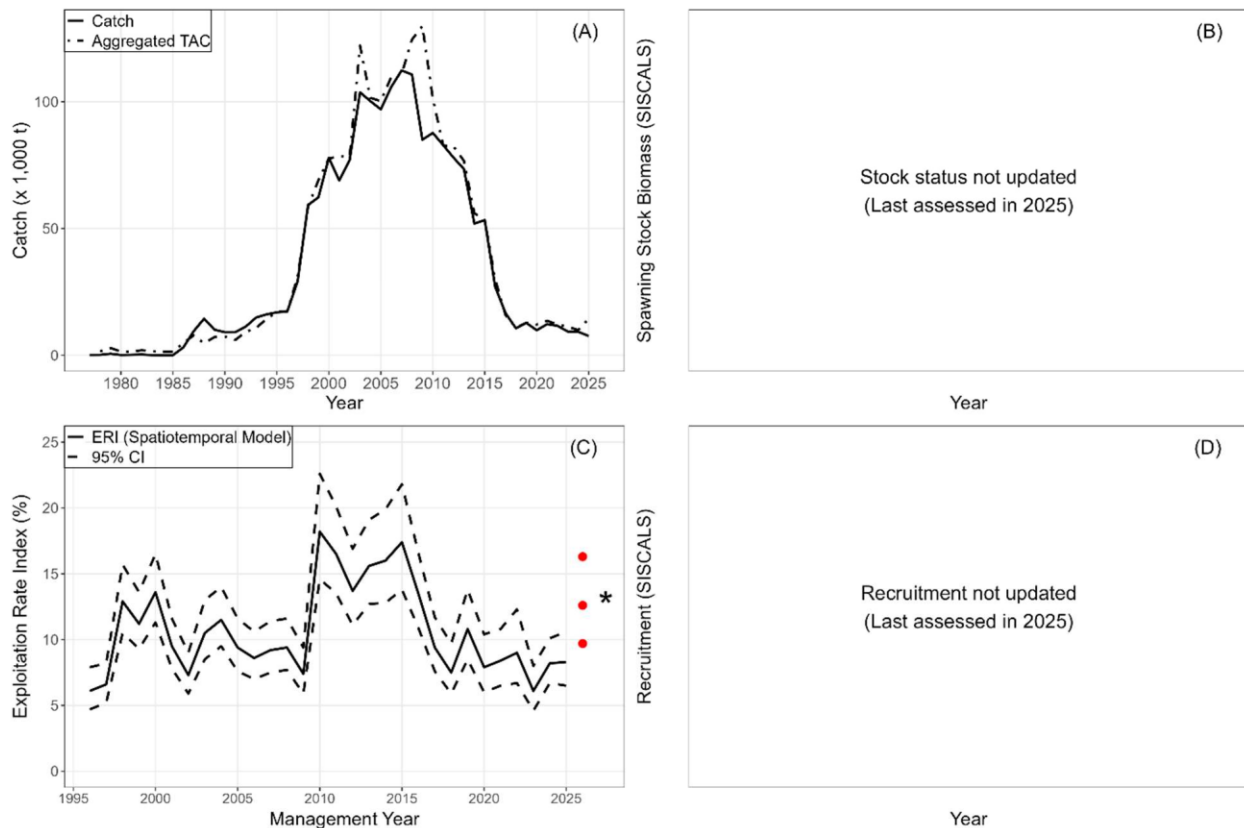 Catch
Aggregated TAC
(A)
Catch (x 1,000 t)
100
50
0
1980 1985 1990 1995 2000 2005 2010 2015 2020 2025
Year
(B)
Spawning Stock Biomass (SISCALS)
Stock status not updated
(Last assessed in 2025)
Year
ERI (Spatiotemporal Model)
95% CI
(C)
Exploitation Rate Index (%)
25
20
15
10
5
0
*
1995 2000 2005 2010 2015 2020 2025
Management Year
(D)
Recruitment (SISCALS)
Recruitment not updated
(Last assessed in 2025)
Year